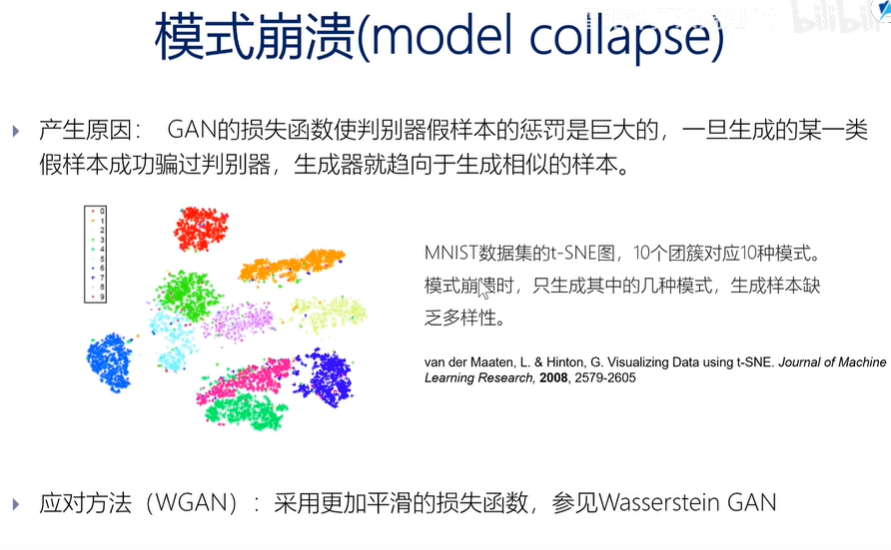 模式崩溃(model collapse)
产生原因： GAN的损失函数使判别器假样本的惩罚是巨大的，一旦生成的某一类
假样本成功骗过判别器，生成器就趋向于生成相似的样本。
0
1
2
3
4
5
6
7
8
9
MNIST数据集的t-SNE图，10个团簇对应10种模式。
模式崩溃时，只生成其中的几种模式，生成样本缺
乏多样性。
van der Maaten, L. & Hinton, G. Visualizing Data using t-SNE. Journal of Machine
Learning Research, 2008, 2579-2605
应对方法（WGAN）：采用更加平滑的损失函数，参见Wasserstein GAN